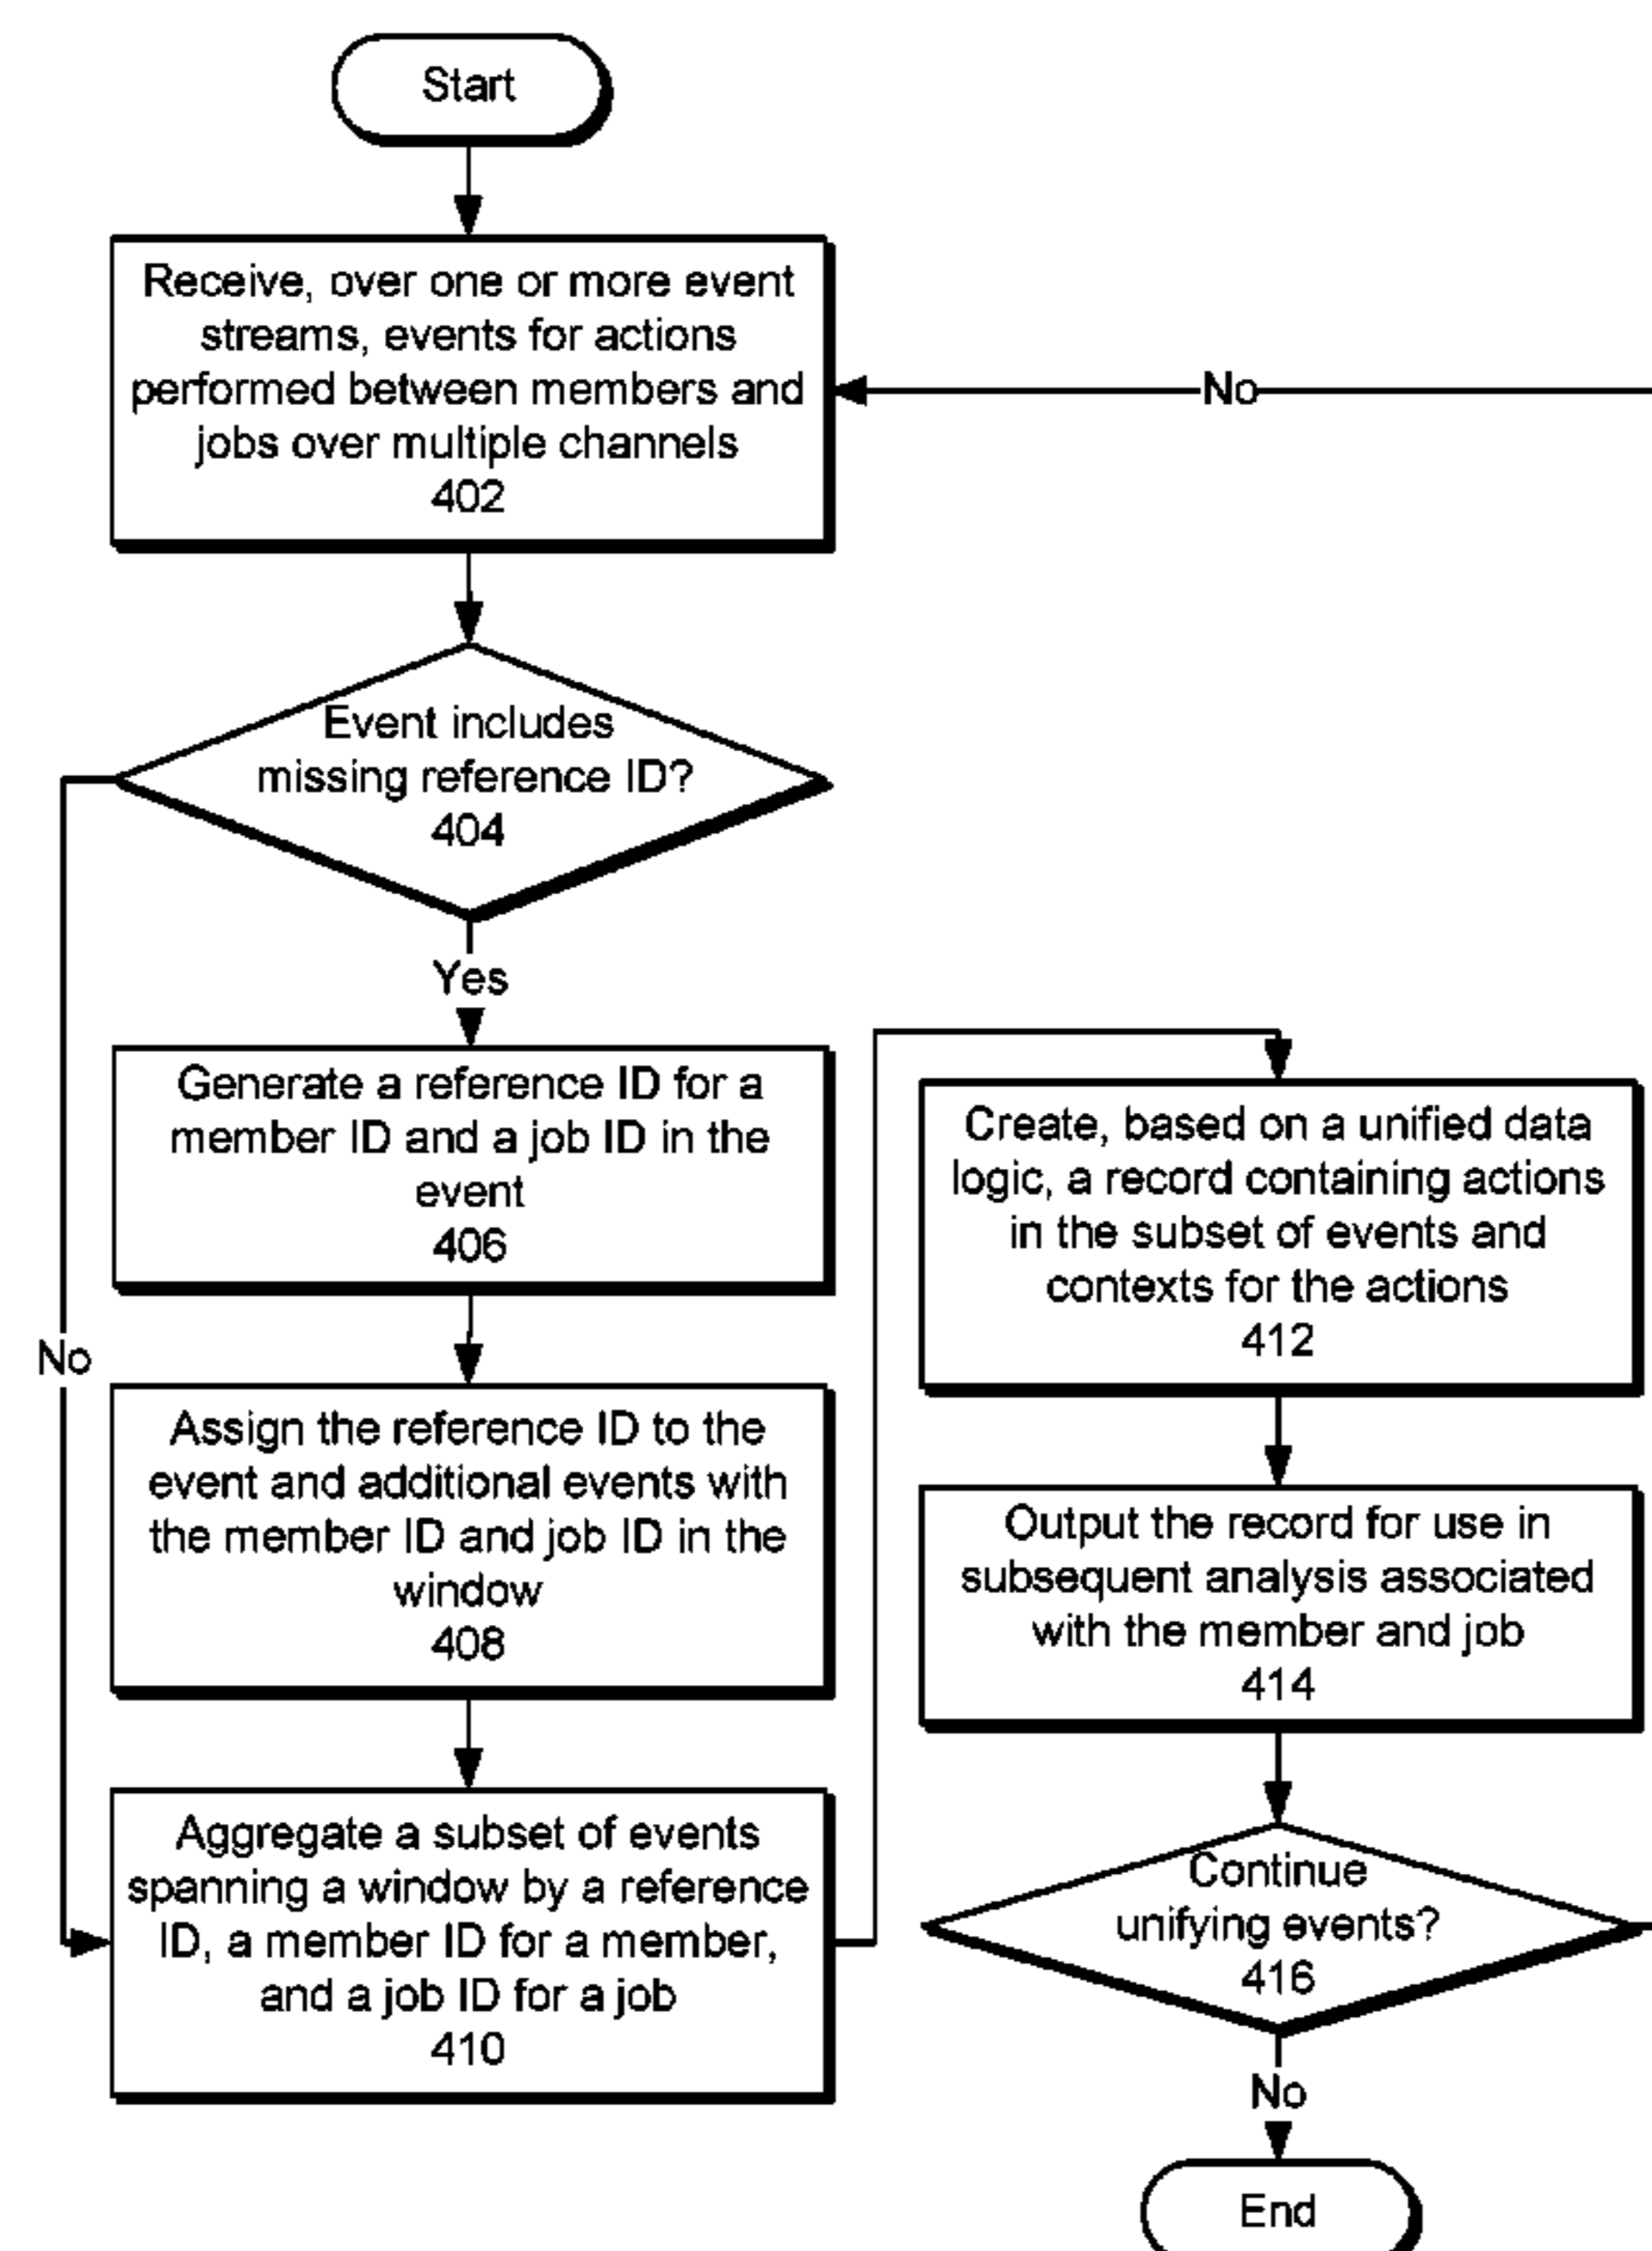 Start
Receive, over one or more event
streams, events for actions
performed between members and
jobs over multiple channels
402
No
Event includes
missing reference ID?
404
Yes
Generate a reference ID for a
member ID and a job ID in the
event
406
No
Assign the reference ID to the
event and additional events with
the member ID and job ID in the
window
408
Aggregate a subset of events
spanning a window by a reference
ID, a member ID for a member,
and a job ID for a job
410
Create, based on a unified data
logic, a record containing actions
in the subset of events and
contexts for the actions
412
Output the record for use in
subsequent analysis associated
with the member and job
414
Continue
unifying events?
416
No
End